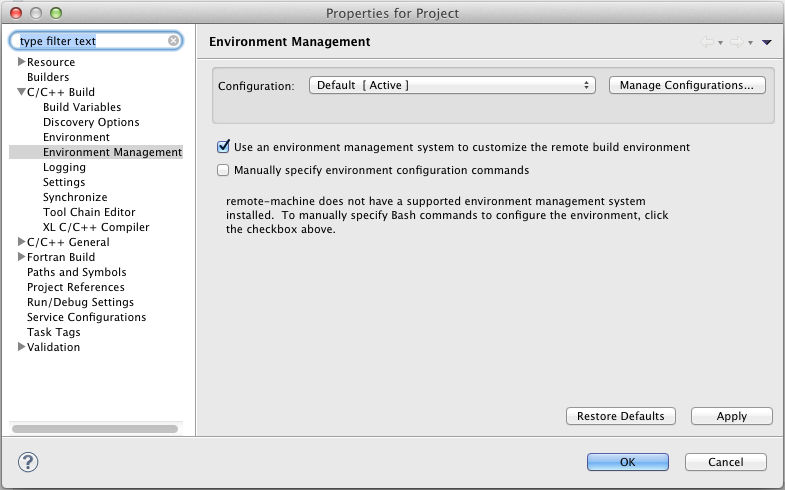 Properties for Project
type filter text
Environment Management
Resource
Builders
C/C++ Build
Build Variables
Discovery Options
Environment
Environment Management
Logging
Settings
Synchronize
Tool Chain Editor
XL C/C++ Compiler
C/C++ General
Fortran Build
Paths and Symbols
Project References
Run/Debug Settings
Service Configurations
Task Tags
Validation
Configuration: Default [ Active ] Manage Configurations...
Use an environment management system to customize the remote build environment
Manually specify environment configuration commands
remote-machine does not have a supported environment management system
installed. To manually specify Bash commands to configure the environment, click
the checkbox above.
Restore Defaults Apply
? OK Cancel